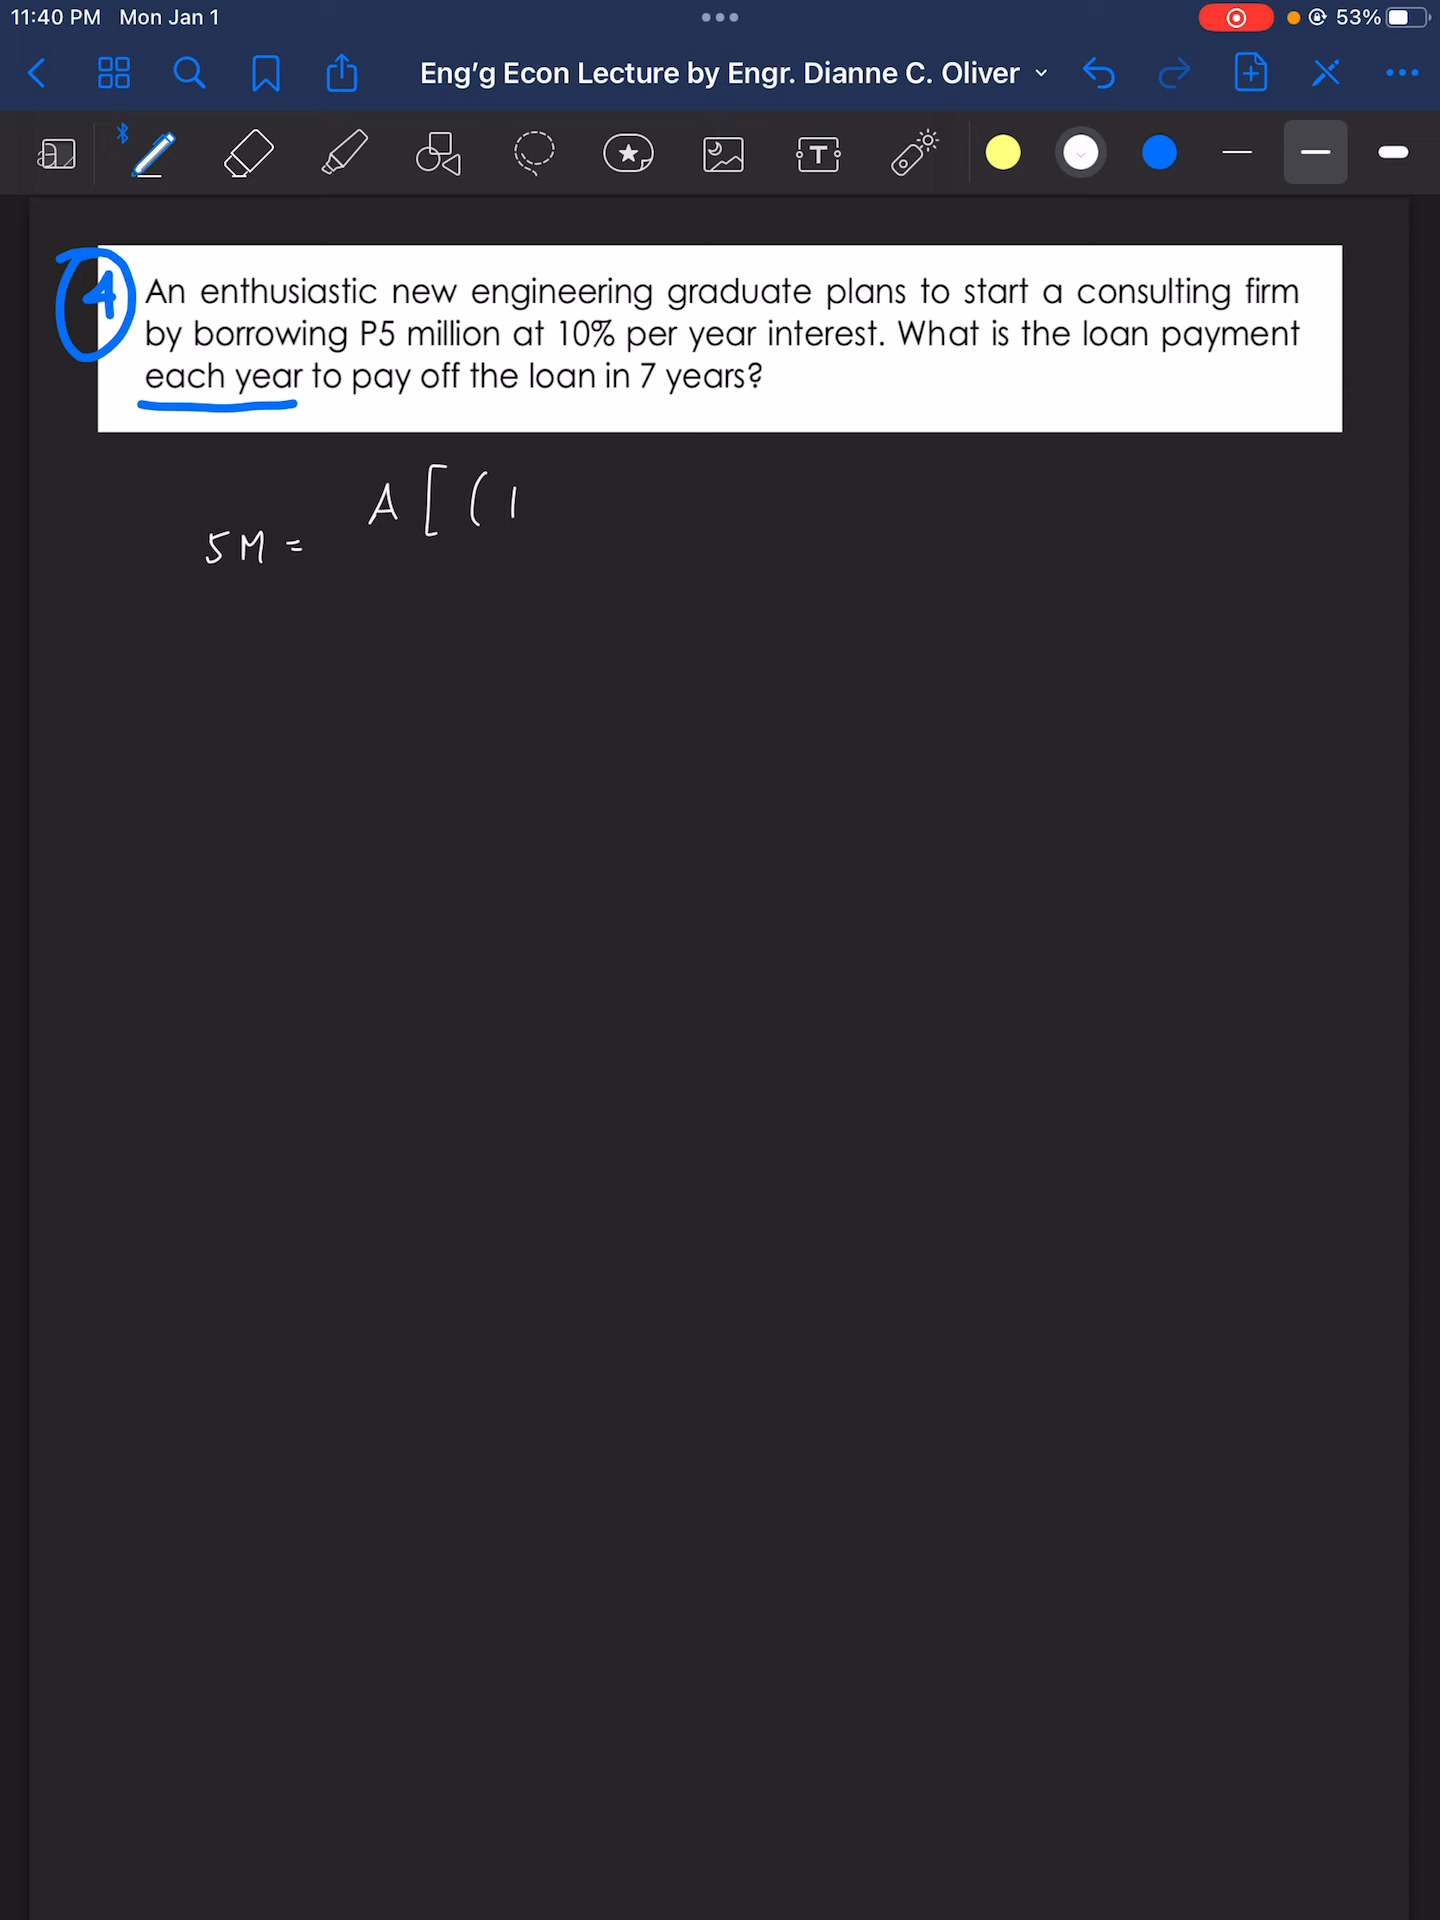 11:40 PM Mon Jan 1
53%
Eng'g Econ Lecture by Engr. Dianne C. Oliver
T
An enthusiastic new engineering graduate plans to start a consulting firm
by borrowing P5 million at 10% per year interest. What is the loan payment
each year to pay off the loan in 7 years?
A [ ( 1
5M =